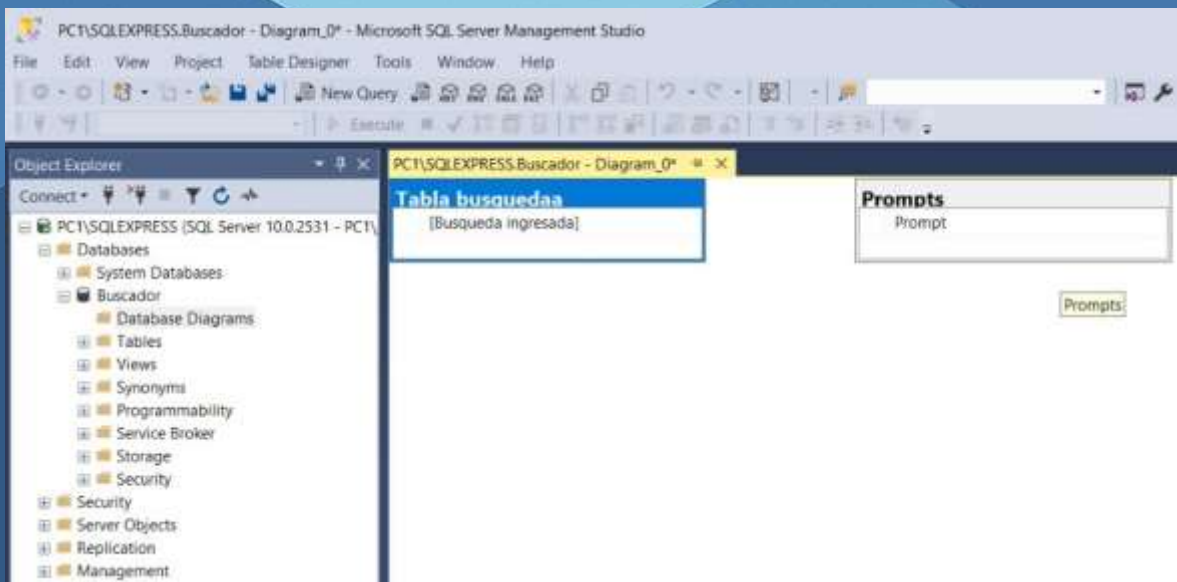 PC1\SQLEXPRESS.Buscador - Diagram_0* - Microsoft SQL Server Management Studio
File Edit View Project Table Designer Tools Window Help
New Query
Execute
Object Explorer
PC1\SQLEXPRESS.Buscador - Diagram_0*
Connect
PC1\SQLEXPRESS (SQL Server 10.0.2531 - PC1\
Databases
System Databases
Buscador
Database Diagrams
Tables
Views
Synonyms
Programmability
Service Broker
Storage
Security
Security
Server Objects
Replication
Management
Tabla busquedaa
[Busqueda ingresada]
Prompts
Prompt
Prompts